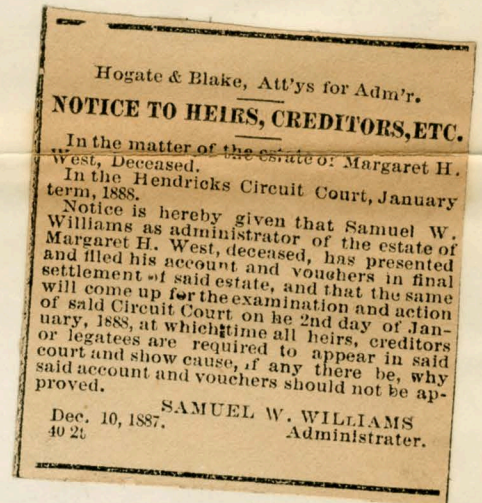 Hogate & Blake, Att'ys for Adm'r.
NOTICE TO HEIRS, CREDITORS, ETC.
In the matter of the estate of Margaret H.
West, Deceased.
In the Hendricks Circuit Court, January
term, 1888.
Notice is hereby given that Samuel W.
Williams as administrator of the estate of
Margaret H. West, deceased, has presented
and filed his account and vouchers in final
settlement of said estate, and that the same
will come up for the examination and action
of said Circuit Court on he 2nd day of Jan-
uary, 1888, at which time all heirs, creditors
or legatees are required to appear in said
court and show cause, if any there be, why
said account and vouchers should not be ap-
proved.
SAMUEL W. WILLIAMS
Dec. 10, 1887. Administrater.
40 2t